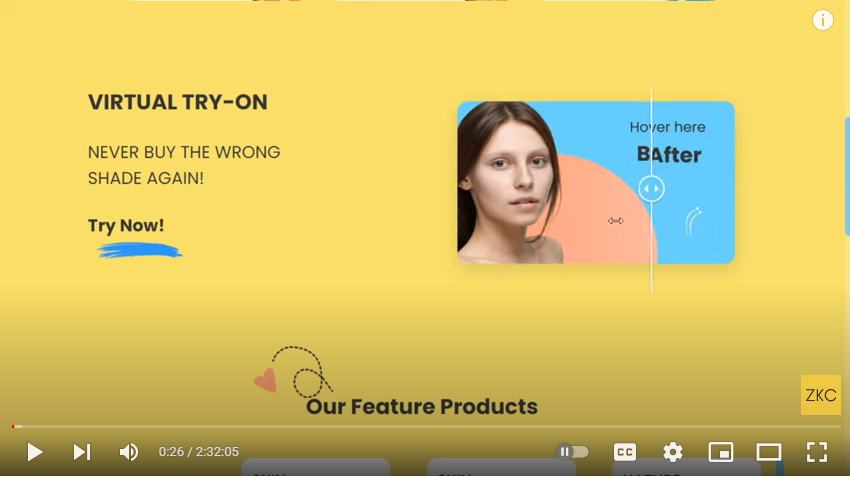 VIRTUAL TRY-ON
NEVER BUY THE WRONG
SHADE AGAIN!
Try Now!
Hover here
BAfter
Our Feature Products
ZKC
0:26 / 2:32:05
CC